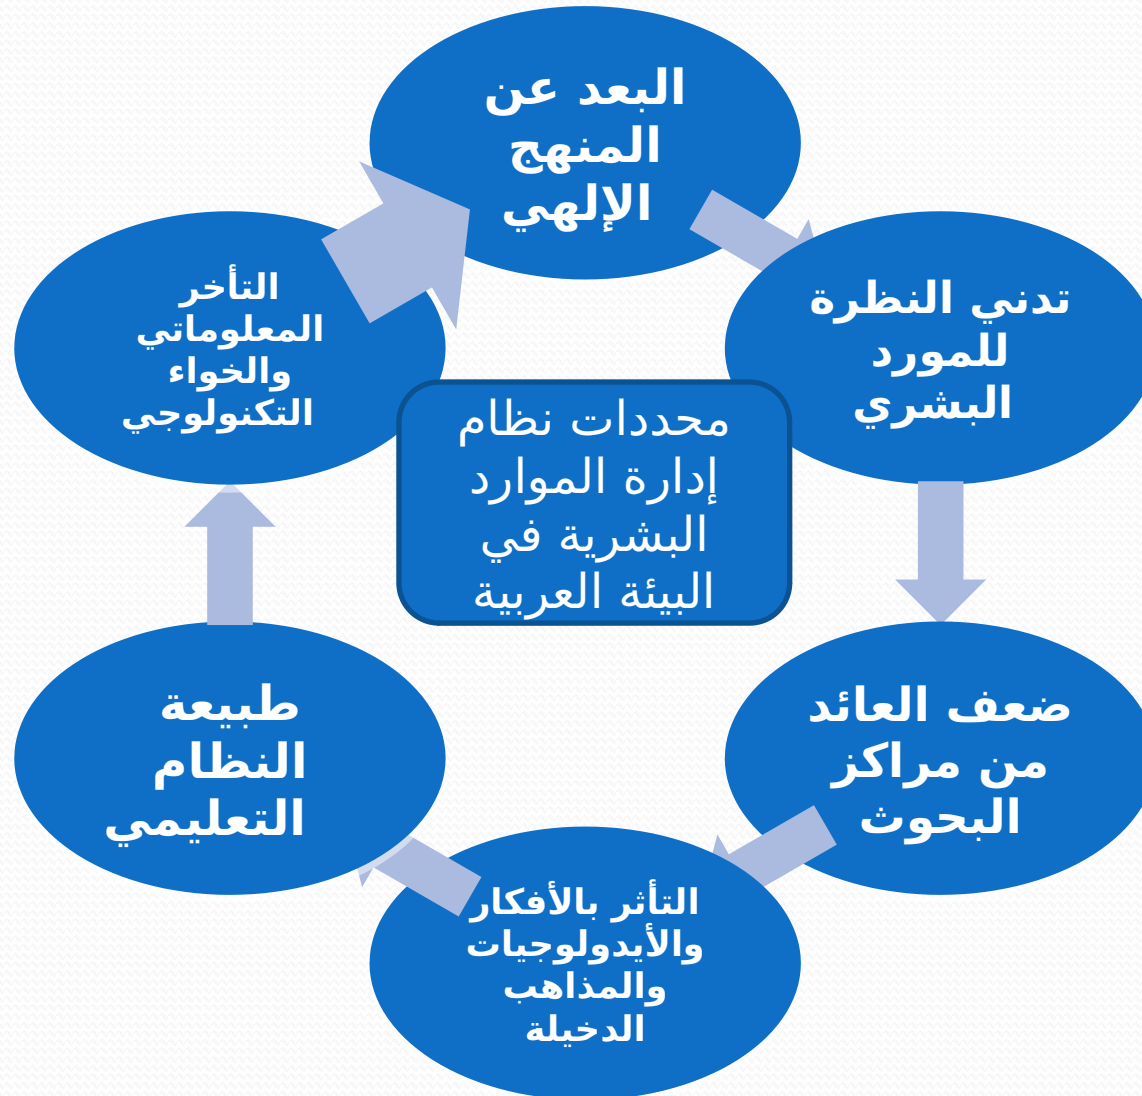 البعد عن
المنهج
الإلهي
تدني النظرة
للمورد
البشري
ضعف العائد
من مراكز
البحوث
التأثر بالأفكار
والأيدولوجيات
والمذاهب
الدخيلة
طبيعة
النظام
التعليمي
التأخر
المعلوماتي
والخواء
التكنولوجي
محددات نظام
إدارة الموارد
البشرية في
البيئة العربية